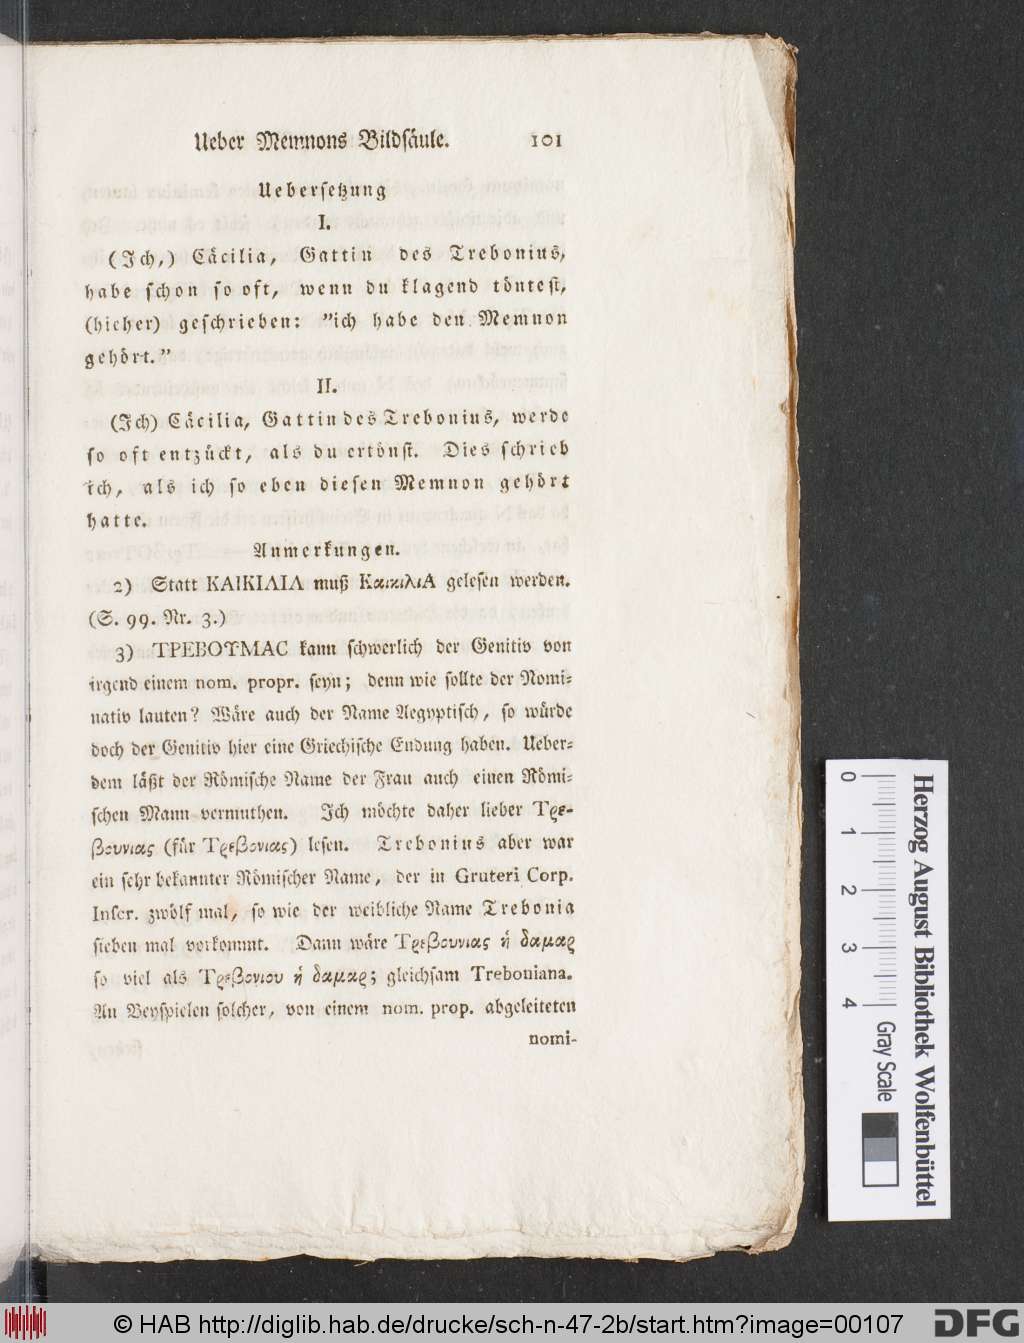 Ueber Memnons Bildsäule. 101
Uebersetzung
I.
(Ich,) Cäcilia, Gattin des Trebonius,
habe schon so oft, wenn du klagend töntest,
(hieher) geschrieben: "ich habe den Memnon
gehört."
II.
(Ich) Cäcilia, Gattin des Trebonius, werde
so oft entzückt, als du ertönst. Dies schrieb
ich, als ich so eben diesen Memnon gehört
hatte.
Anmerkungen.
2) Statt ΚΑΙΚΙΛΙΛ muß ΚαικιλιΑ gelesen werden.
(S. 99. Nr. 3.)
3) ΤΡΕΒΟΥΜΑС kann schwerlich der Genitiv von
irgend einem nom. propr. seyn; denn wie sollte der Nomi-
nativ lauten? Wäre auch der Name Aegyptisch, so würde
doch der Genitiv hier eine Griechische Endung haben. Ueber-
dem läßt der Römische Name der Frau auch einen Römi-
schen Mann vermuthen. Ich möchte daher lieber Τρε-
βουνιας (für Τρεβονιας) lesen. Trebonius aber war
ein sehr bekannter Römischer Name, der in Gruteri Corp.
Inscr. zwölf mal, so wie der weibliche Name Trebonia
sieben mal vorkommt. Dann wäre Τρεβουνιας ἡ δαμαρ
so viel als Τρεβονιου ἡ δαμαρ; gleichsam Treboniana.
An Beyspielen solcher, von einem nom. prop. abgeleiteten
nomi-
Herzog August Bibliothek Wolfenbüttel
0 1 2 3 4 Gray Scale
© HAB http://diglib.hab.de/drucke/sch-n-47-2b/start.htm?image=00107
DFG